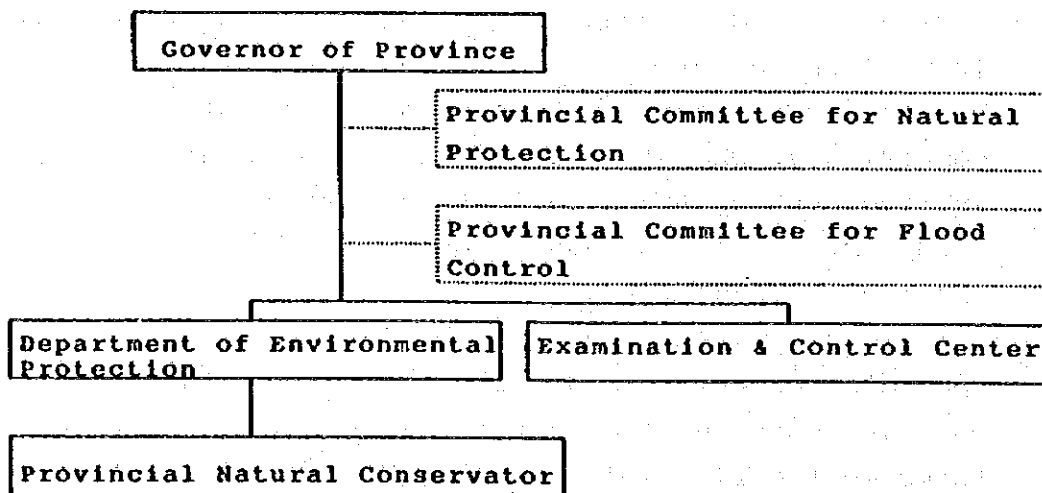 Governor of Province
Provincial Committee for Natural
Protection
Provincial Committee for Flood
Control
Department of Environmental
Protection
Examination & Control Center
Provincial Natural Conservator